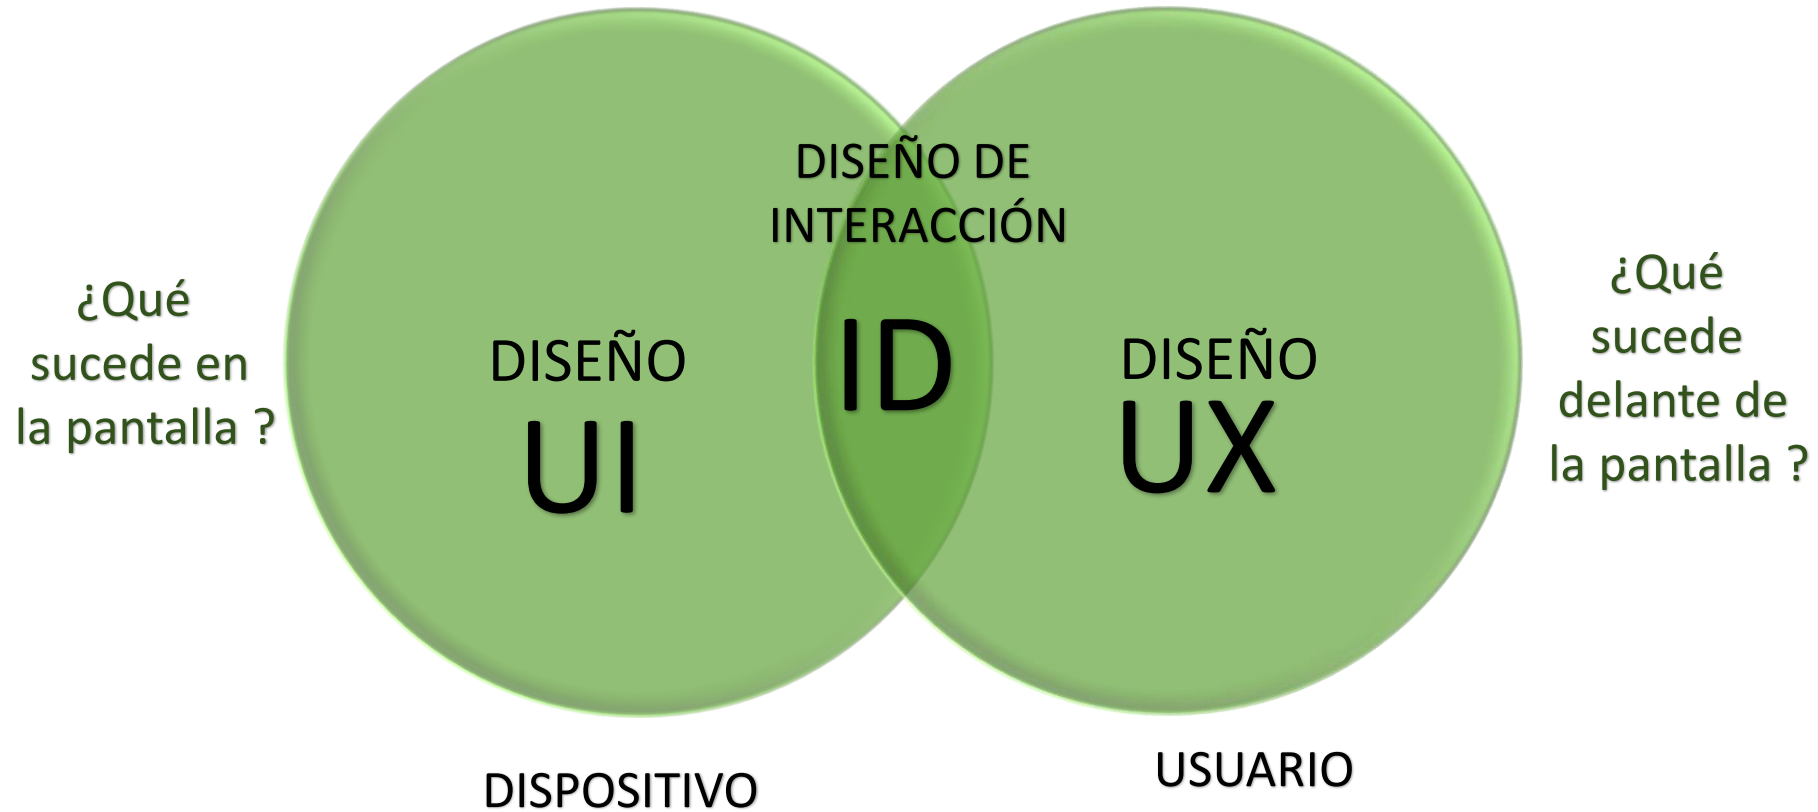 ¿Qué
sucede en
la pantalla ?
DISEÑO
UI
DISEÑO DE
INTERACCIÓN
ID
DISEÑO
UX
¿Qué
sucede
delante de
la pantalla ?
DISPOSITIVO
USUARIO